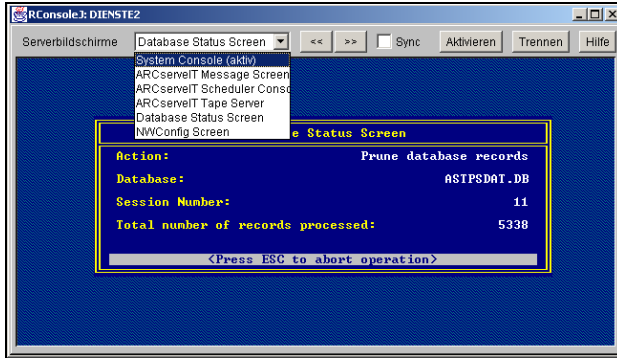 RConsoleJ: DIENSTE2
Serverbildschirme Database Status Screen << >> Sync Aktivieren Trennen Hilfe
System Console (aktiv)
ARCserveIT Message Screen
ARCserveIT Scheduler Conso
ARCserveIT Tape Server
Database Status Screen
NWConfig Screen
e Status Screen
Action: Prune database records
Database: ASTPSDAT.DB
Session Number: 11
Total number of records processed: 5338
<Press ESC to abort operation>